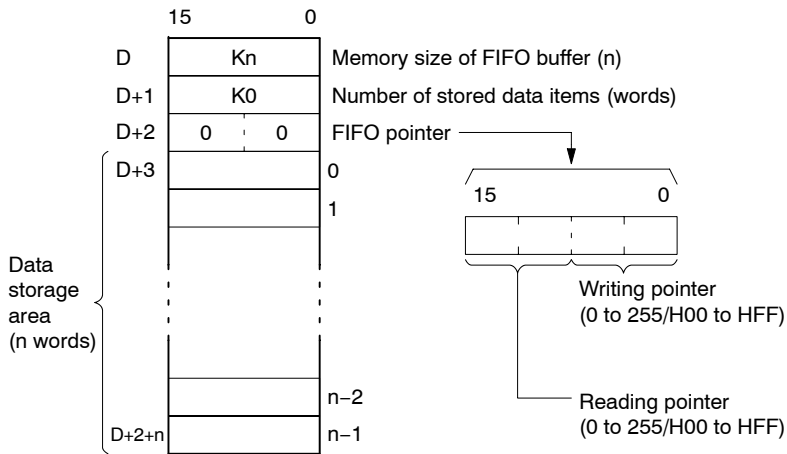 15 0
D Kn Memory size of FIFO buffer (n)
D+1 K0 Number of stored data items (words)
D+2 0 0 FIFO pointer
D+3 0
1
15 0
Data
storage
area
(n words)
Writing pointer
(0 to 255/H00 to HFF)
n−2
Reading pointer
(0 to 255/H00 to HFF)
D+2+n n−1